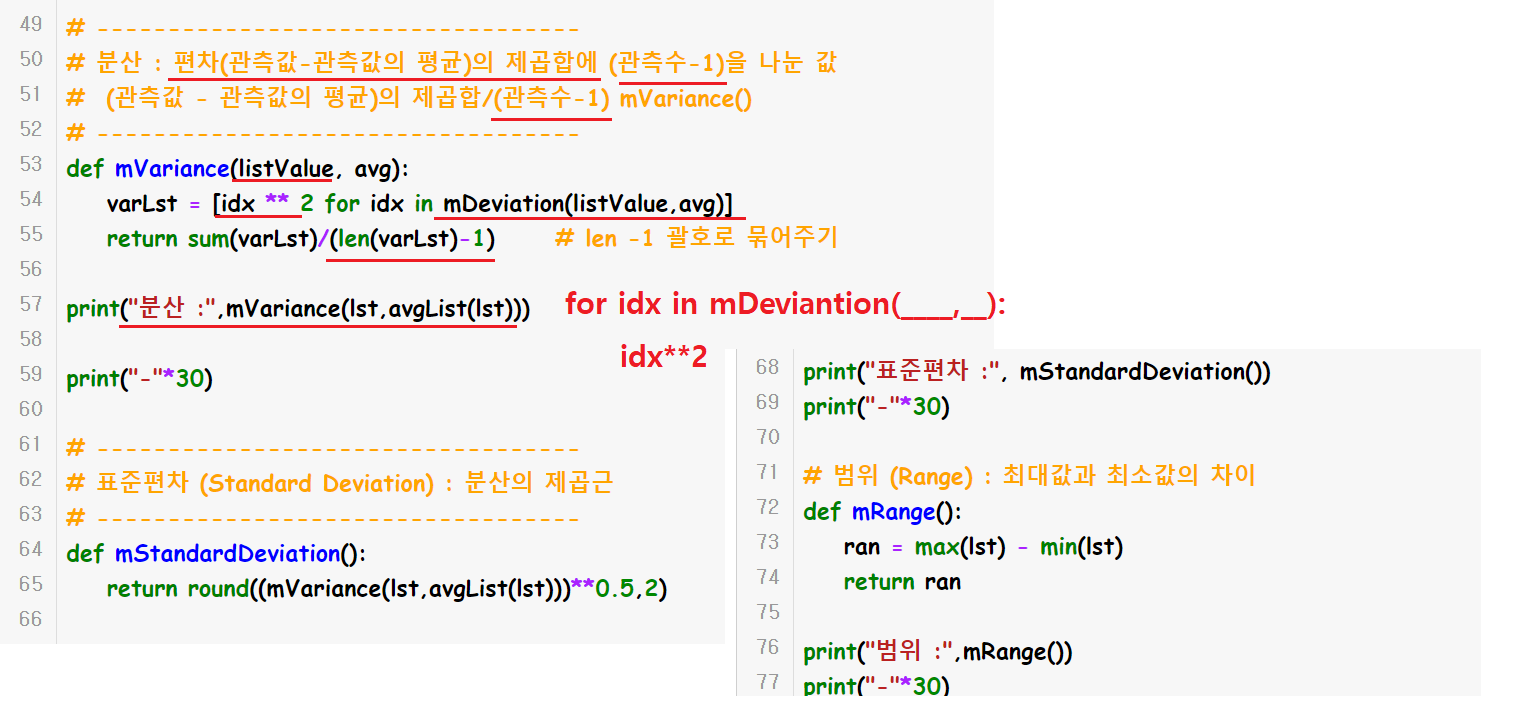 49 # ----------------------------------
50 # 분산 : 편차(관측값-관측값의 평균)의 제곱합에 (관측수-1)을 나눈 값
51 #  (관측값 - 관측값의 평균)의 제곱합/(관측수-1) mVariance()
52 # ----------------------------------
53 def mVariance(listValue, avg):
54     varLst = [idx ** 2 for idx in mDeviation(listValue,avg)]
55     return sum(varLst)/(len(varLst)-1)      # len -1 괄호로 묶어주기
56
57 print("분산 :",mVariance(lst,avgList(lst)))
58
59 print("-"*30)
60
61 # ----------------------------------
62 # 표준편차 (Standard Deviation) : 분산의 제곱근
63 # ----------------------------------
64 def mStandardDeviation():
65     return round((mVariance(lst,avgList(lst)))**0.5,2)
66
for idx in mDeviantion(____,__):
idx**2
68 print("표준편차 :", mStandardDeviation())
69 print("-"*30)
70
71 # 범위 (Range) : 최대값과 최소값의 차이
72 def mRange():
73     ran = max(lst) - min(lst)
74     return ran
75
76 print("범위 :",mRange())
77 print("-"*30)